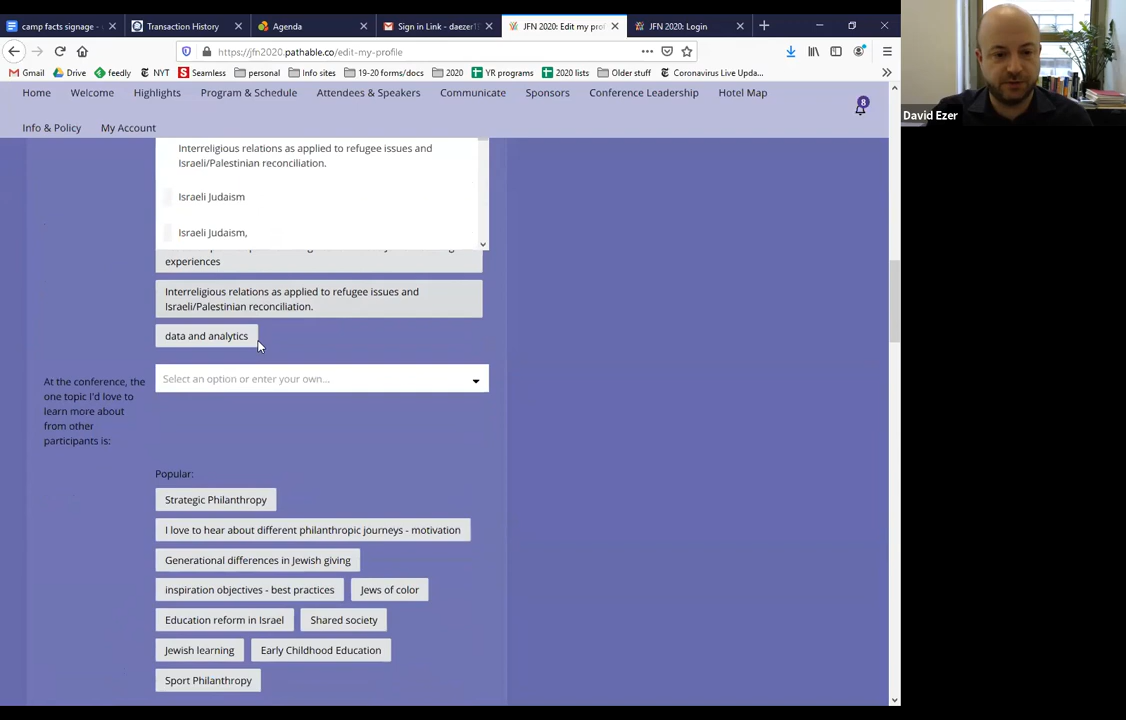 camp facts signage -
Transaction History
Agenda
Sign in Link - daezer1
JFN 2020: Edit my prof
JFN 2020: Login
https://jfn2020.pathable.co/edit-my-profile
Gmail Drive feedly NYT Seamless personal Info sites 19-20 forms/docs 2020 YR programs 2020 lists Older stuff Coronavirus Live Upda...
Home Welcome Highlights Program & Schedule Attendees & Speakers Communicate Sponsors Conference Leadership Hotel Map
8
Info & Policy My Account
David Ezer
Interreligious relations as applied to refugee issues and
Israeli/Palestinian reconciliation.
Israeli Judaism
Israeli Judaism,
experiences
Interreligious relations as applied to refugee issues and
Israeli/Palestinian reconciliation.
data and analytics
At the conference, the
one topic I'd love to
learn more about
from other
participants is:
Select an option or enter your own...
Popular:
Strategic Philanthropy
I love to hear about different philanthropic journeys - motivation
Generational differences in Jewish giving
inspiration objectives - best practices Jews of color
Education reform in Israel Shared society
Jewish learning Early Childhood Education
Sport Philanthropy